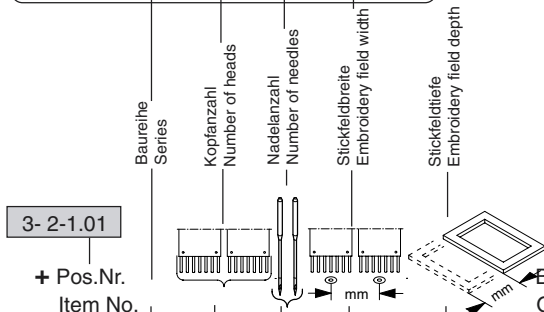 Baureihe
Series
Kopfanzahl
Number of heads
Nadelanzahl
Number of needles
Stickfeldbreite
Embroidery field width
Stickfeldtiefe
Embroidery field depth
3- 2-1.01
+ Pos.Nr.
Item No.
mm
mm